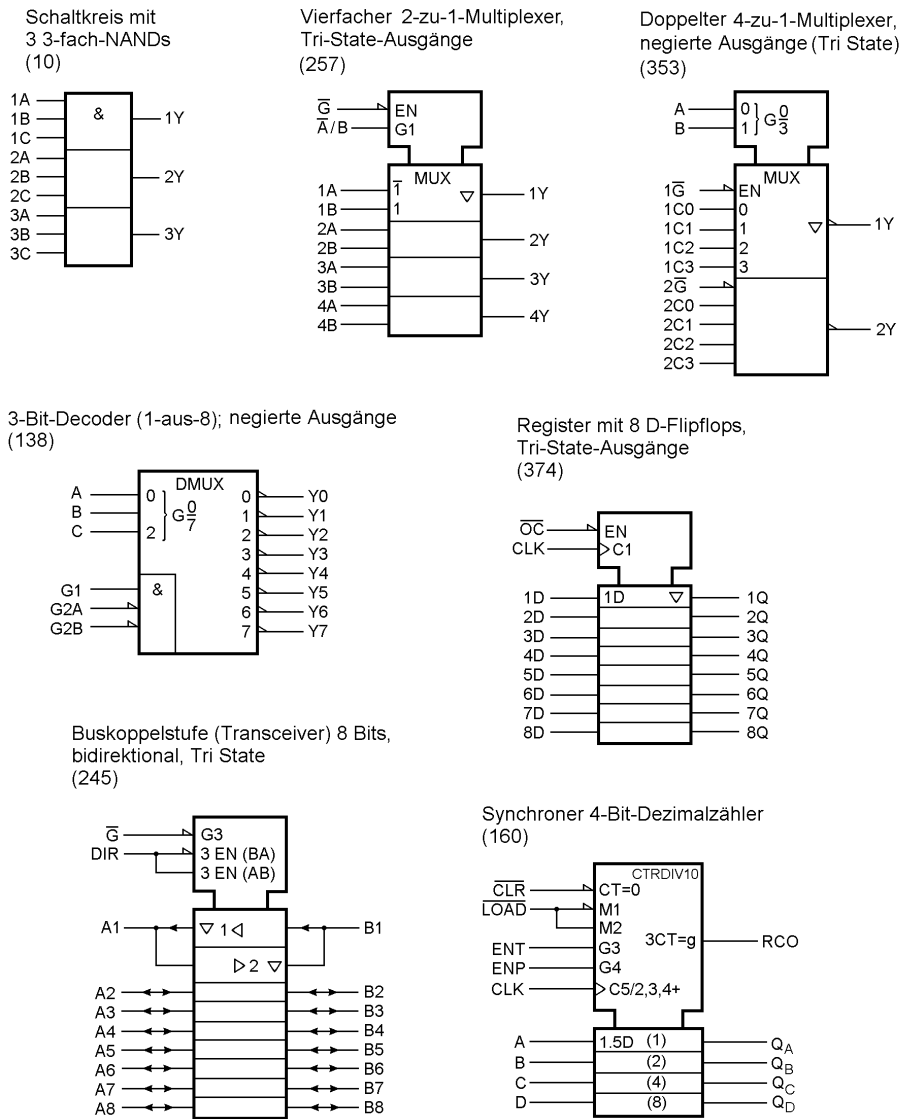 Schaltkreis mit
3 3-fach-NANDs
(10)
1A
1B
1C
2A
2B
2C
3A
3B
3C
&
1Y
2Y
3Y
Vierfacher 2-zu-1-Multiplexer,
Tri-State-Ausgänge
(257)
G̅ EN
A̅/B G1
MUX
1A 1̅ ▽ 1Y
1B 1
2A
2B 2Y
3A
3B 3Y
4A
4B 4Y
Doppelter 4-zu-1-Multiplexer,
negierte Ausgänge (Tri State)
(353)
A 0
B 1 } G 0/3
MUX
1G̅ EN
1C0 0
1C1 1 ▽ 1Y
1C2 2
1C3 3
2G̅
2C0
2C1 2Y
2C2
2C3
3-Bit-Decoder (1-aus-8); negierte Ausgänge
(138)
DMUX
A 0
B } G 0/7
C 2
G1 &
G2A
G2B
0 Y0
1 Y1
2 Y2
3 Y3
4 Y4
5 Y5
6 Y6
7 Y7
Register mit 8 D-Flipflops,
Tri-State-Ausgänge
(374)
O̅C̅ EN
CLK C1
1D 1D ▽ 1Q
2D 2Q
3D 3Q
4D 4Q
5D 5Q
6D 6Q
7D 7Q
8D 8Q
Buskoppelstufe (Transceiver) 8 Bits,
bidirektional, Tri State
(245)
G̅ G3
DIR 3 EN (BA)
3 EN (AB)
A1 ▽ 1 ◁ B1
▷ 2 ▽
A2 B2
A3 B3
A4 B4
A5 B5
A6 B6
A7 B7
A8 B8
Synchroner 4-Bit-Dezimalzähler
(160)
CTRDIV10
C̅L̅R̅ CT=0
L̅O̅A̅D̅ M1
M2
3CT=g RCO
ENT G3
ENP G4
CLK C5/2,3,4+
A 1.5D (1) QA
B (2) QB
C (4) QC
D (8) QD